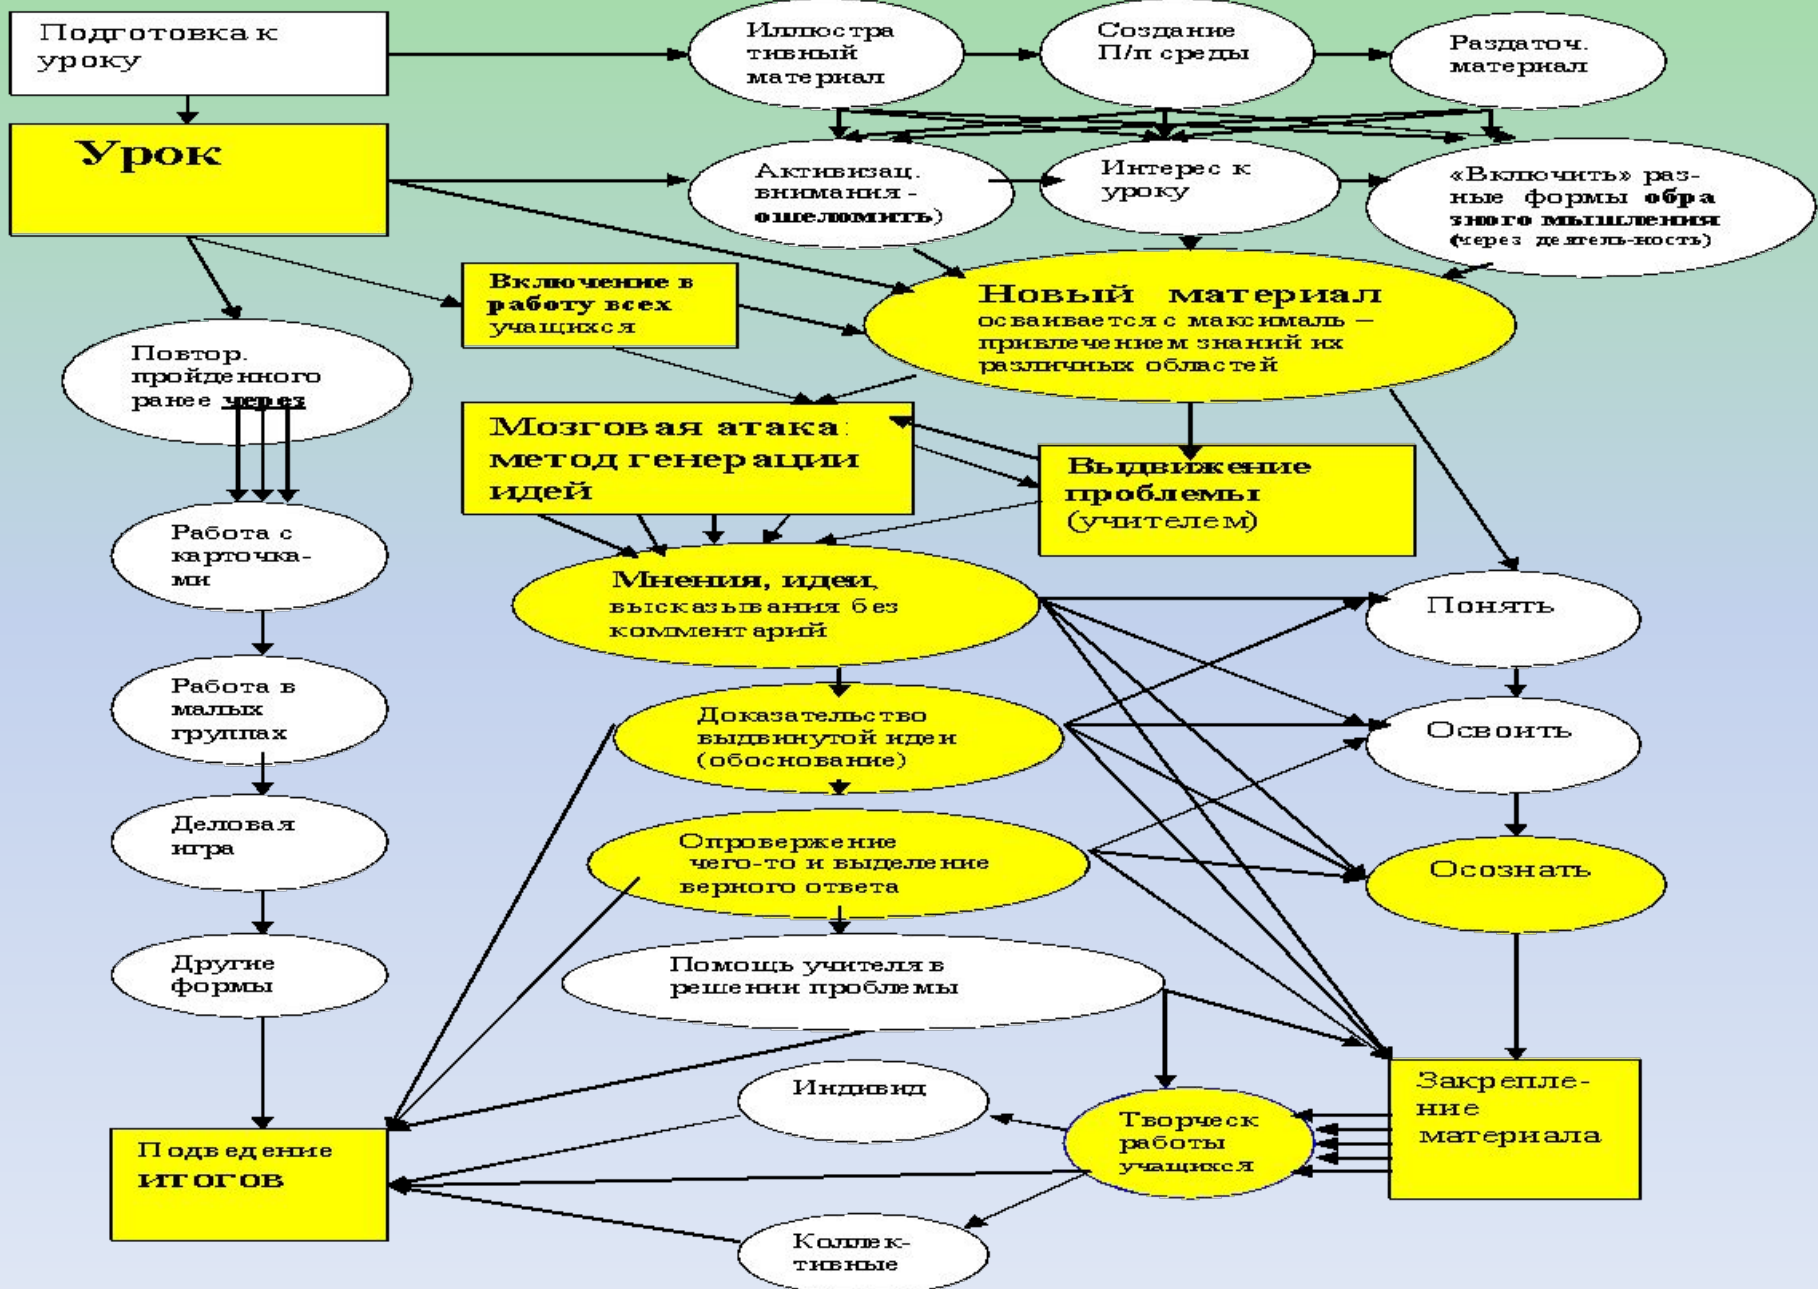 Подготовка к
уроку
Иллюстра
тивный
материал
Создание
П/п среды
Раздаточ.
материал
Урок
Активизац.
внимания -
ошеломить)
Интерес к
уроку
«Включить» раз-
ные формы обра
зного мышления
(через деятель-ность)
Включение в
работу всех
учащихся
Новый материал
осваивается с максималь –
привлечением знаний их
различных областей
Повтор.
пройденного
ранее через
Мозговая атака:
метод генерации
идей
Выдвижение
проблемы
(учителем)
Работа с
карточка-
ми
Мнения, идеи,
высказывания без
комментарий
Понять
Работа в
малых
группах
Доказательство
выдвинутой идеи
(обоснование)
Освоить
Деловая
игра
Опровержение
чего-то и выделение
верного ответа
Осознать
Другие
формы
Помощь учителя в
решении проблемы
Индивид
Закрепле-
ние
материала
Творческ
работы
учащихся
Подведение
итогов
Коллек-
тивные